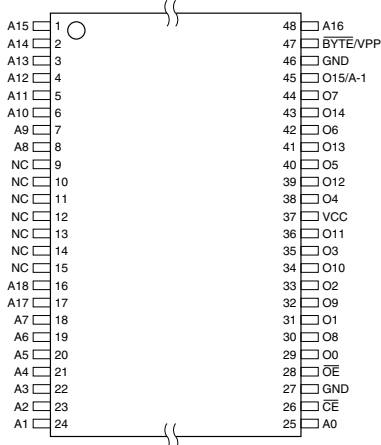 A15 1 48 A16
A14 2 47 BYTE/VPP
A13 3 46 GND
A12 4 45 O15/A-1
A11 5 44 O7
A10 6 43 O14
A9 7 42 O6
A8 8 41 O13
NC 9 40 O5
NC 10 39 O12
NC 11 38 O4
NC 12 37 VCC
NC 13 36 O11
NC 14 35 O3
NC 15 34 O10
A18 16 33 O2
A17 17 32 O9
A7 18 31 O1
A6 19 30 O8
A5 20 29 O0
A4 21 28 OE
A3 22 27 GND
A2 23 26 CE
A1 24 25 A0